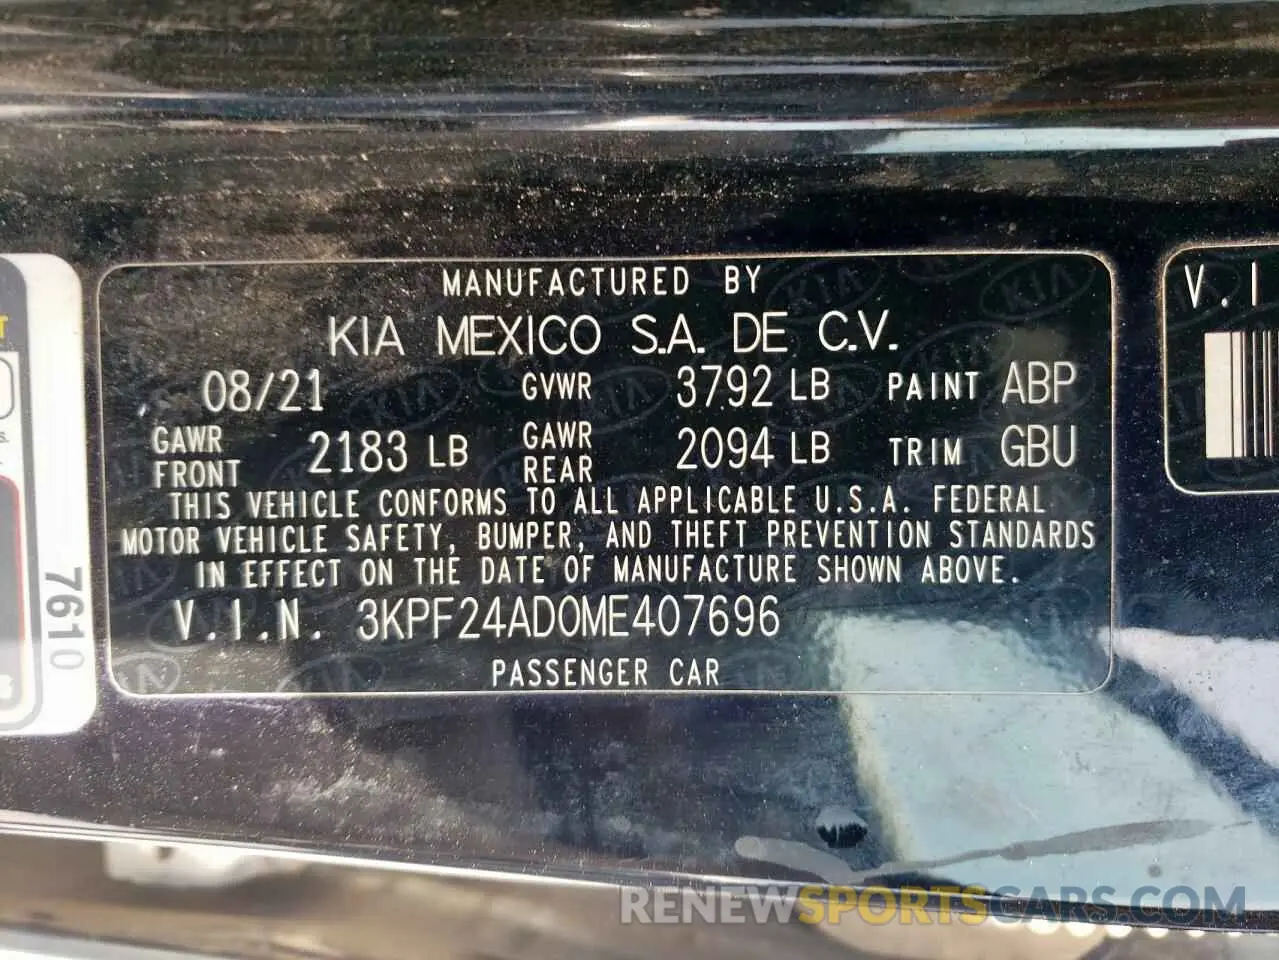 MANUFACTURED BY
KIA MEXICO S.A. DE C.V.
08/21 GVWR 3792 LB PAINT ABP
GAWR FRONT 2183 LB GAWR REAR 2094 LB TRIM GBU
THIS VEHICLE CONFORMS TO ALL APPLICABLE U.S.A. FEDERAL
MOTOR VEHICLE SAFETY, BUMPER, AND THEFT PREVENTION STANDARDS
IN EFFECT ON THE DATE OF MANUFACTURE SHOWN ABOVE.
V.I.N. 3KPF24AD0ME407696
PASSENGER CAR
7610
V.I
RENEWSPORTSCARS.COM